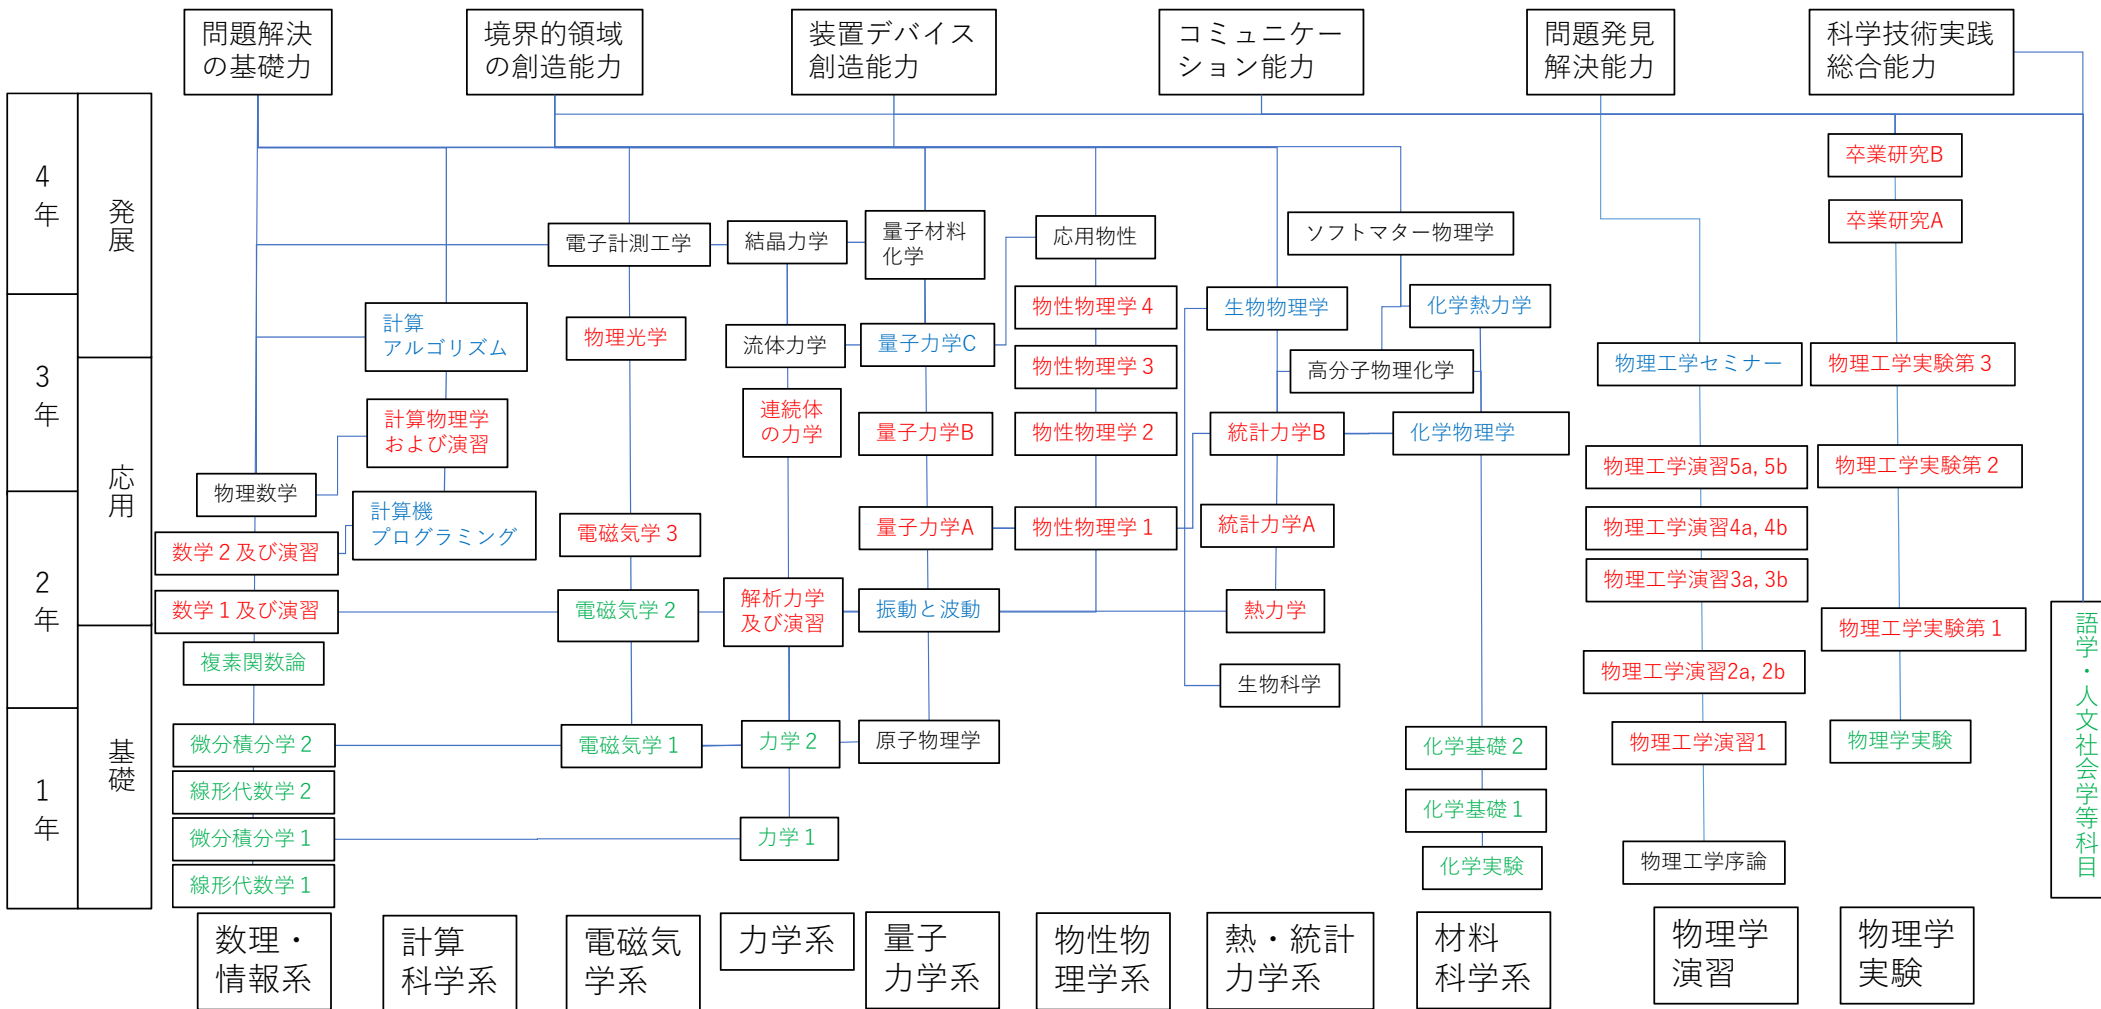 問題解決
の基礎力
境界的領域
の創造能力
装置デバイス
創造能力
コミュニケー
ション能力
問題発見
解決能力
科学技術実践
総合能力
4
年
3
年
2
年
1
年
発
展
応
用
基
礎
卒業研究B
卒業研究A
電子計測工学
結晶力学
量子材料
化学
応用物性
ソフトマター物理学
計算
アルゴリズム
物理光学
流体力学
量子力学C
物性物理学４
生物物理学
化学熱力学
物性物理学３
高分子物理化学
物理工学セミナー
物理工学実験第３
計算物理学
および演習
連続体
の力学
量子力学B
物性物理学２
統計力学B
化学物理学
物理工学演習5a, 5b
物理工学実験第２
物理数学
計算機
プログラミング
数学２及び演習
電磁気学３
量子力学A
物性物理学１
統計力学A
物理工学演習4a, 4b
物理工学演習3a, 3b
数学１及び演習
電磁気学２
解析力学
及び演習
振動と波動
熱力学
物理工学実験第１
複素関数論
生物科学
物理工学演習2a, 2b
微分積分学２
電磁気学１
力学２
原子物理学
化学基礎２
物理工学演習1
物理学実験
線形代数学２
化学基礎１
微分積分学１
力学１
化学実験
物理工学序論
線形代数学１
語学・人文社会学等科目
数理・
情報系
計算
科学系
電磁気
学系
力学系
量子
力学系
物性物
理学系
熱・統計
力学系
材料
科学系
物理学
演習
物理学
実験